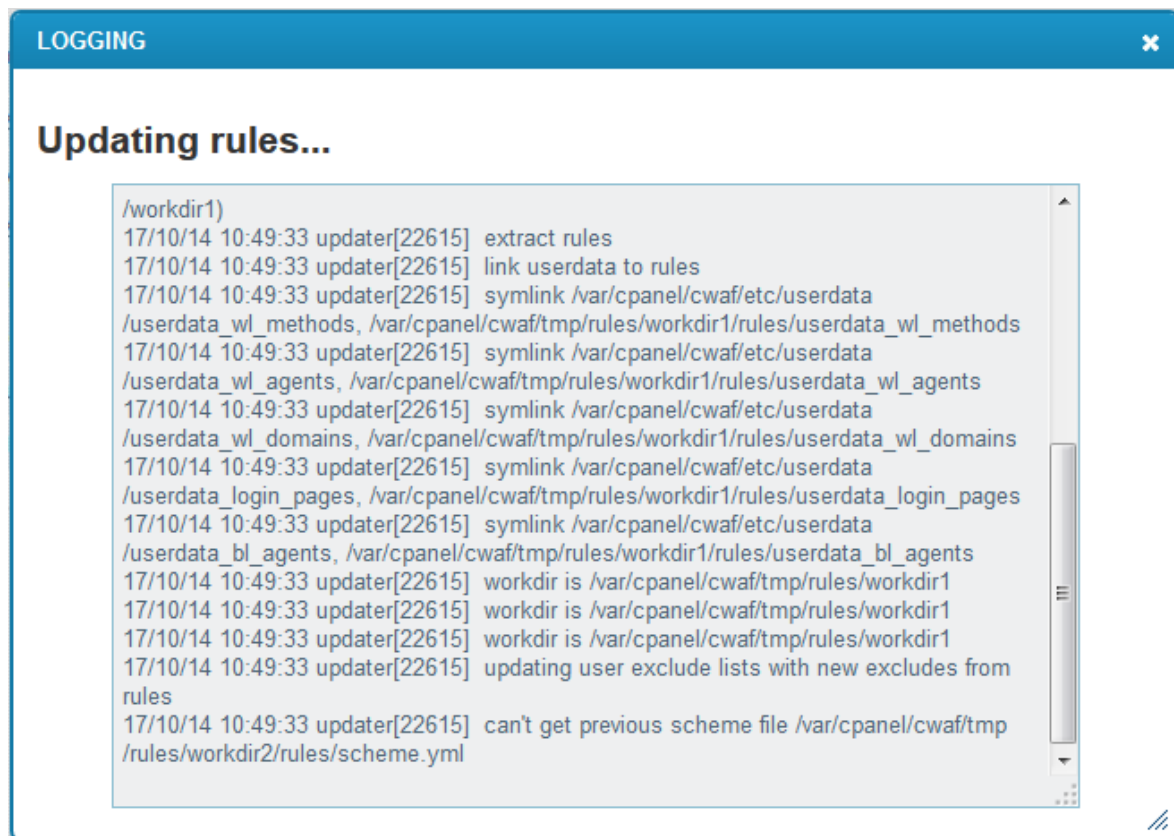 LOGGING
Updating rules...
/workdir1)
17/10/14 10:49:33 updater[22615]  extract rules
17/10/14 10:49:33 updater[22615]  link userdata to rules
17/10/14 10:49:33 updater[22615]  symlink /var/cpanel/cwaf/etc/userdata
/userdata_wl_methods, /var/cpanel/cwaf/tmp/rules/workdir1/rules/userdata_wl_methods
17/10/14 10:49:33 updater[22615]  symlink /var/cpanel/cwaf/etc/userdata
/userdata_wl_agents, /var/cpanel/cwaf/tmp/rules/workdir1/rules/userdata_wl_agents
17/10/14 10:49:33 updater[22615]  symlink /var/cpanel/cwaf/etc/userdata
/userdata_wl_domains, /var/cpanel/cwaf/tmp/rules/workdir1/rules/userdata_wl_domains
17/10/14 10:49:33 updater[22615]  symlink /var/cpanel/cwaf/etc/userdata
/userdata_login_pages, /var/cpanel/cwaf/tmp/rules/workdir1/rules/userdata_login_pages
17/10/14 10:49:33 updater[22615]  symlink /var/cpanel/cwaf/etc/userdata
/userdata_bl_agents, /var/cpanel/cwaf/tmp/rules/workdir1/rules/userdata_bl_agents
17/10/14 10:49:33 updater[22615]  workdir is /var/cpanel/cwaf/tmp/rules/workdir1
17/10/14 10:49:33 updater[22615]  workdir is /var/cpanel/cwaf/tmp/rules/workdir1
17/10/14 10:49:33 updater[22615]  workdir is /var/cpanel/cwaf/tmp/rules/workdir1
17/10/14 10:49:33 updater[22615]  updating user exclude lists with new excludes from
rules
17/10/14 10:49:33 updater[22615]  can't get previous scheme file /var/cpanel/cwaf/tmp
/rules/workdir2/rules/scheme.yml